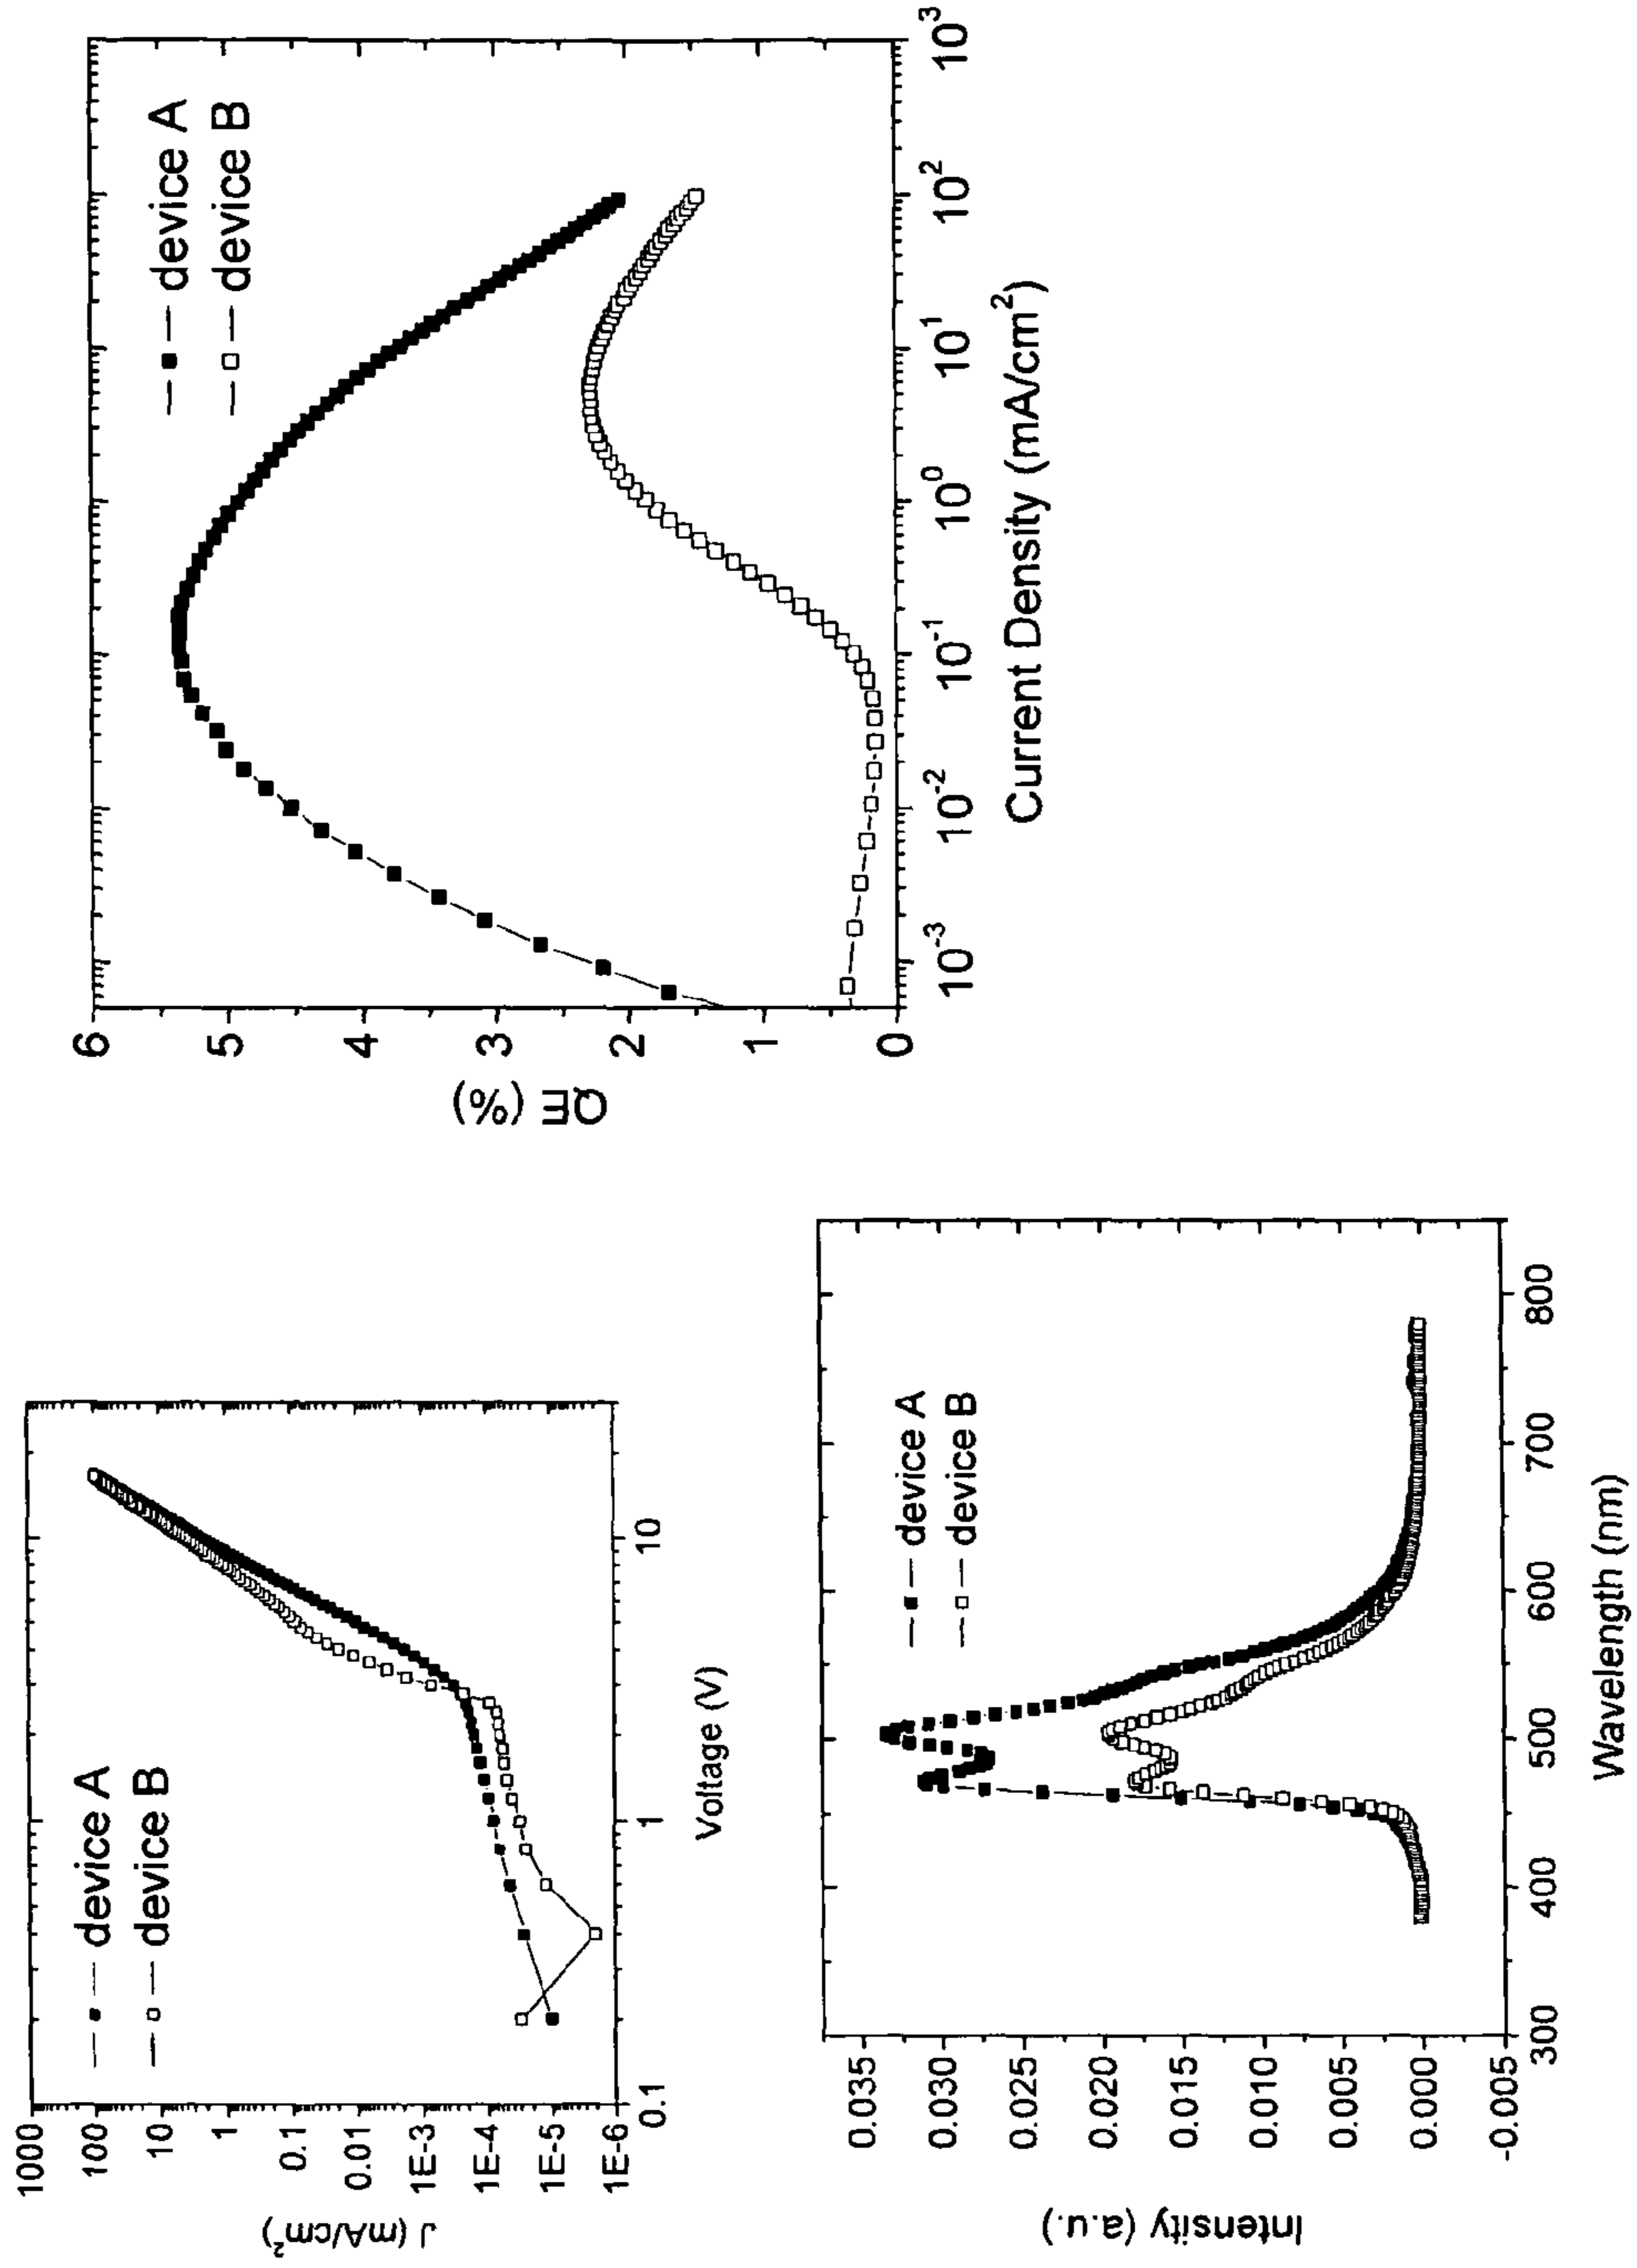 1000
100
10
1
0.1
0.01
1E-3
1E-4
1E-5
1E-6
J (mA/cm²)
device A
device B
0.1
1
10
Voltage (V)
6
5
4
3
2
1
0
QE (%)
device A
device B
10⁻³
10⁻²
10⁻¹
10⁰
10¹
10²
10³
Current Density (mA/cm²)
0.035
0.030
0.025
0.020
0.015
0.010
0.005
0.000
-0.005
Intensity (a.u.)
device A
device B
300
400
500
600
700
800
Wavelength (nm)